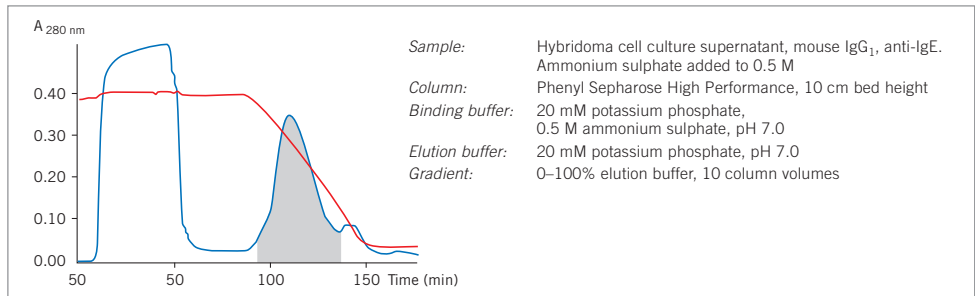 A 280 nm
0.40
0.30
0.20
0.10
0.00
50 50 100 150 Time (min)
Sample: Hybridoma cell culture supernatant, mouse IgG1, anti-IgE.
Ammonium sulphate added to 0.5 M
Column: Phenyl Sepharose High Performance, 10 cm bed height
Binding buffer: 20 mM potassium phosphate,
0.5 M ammonium sulphate, pH 7.0
Elution buffer: 20 mM potassium phosphate, pH 7.0
Gradient: 0–100% elution buffer, 10 column volumes